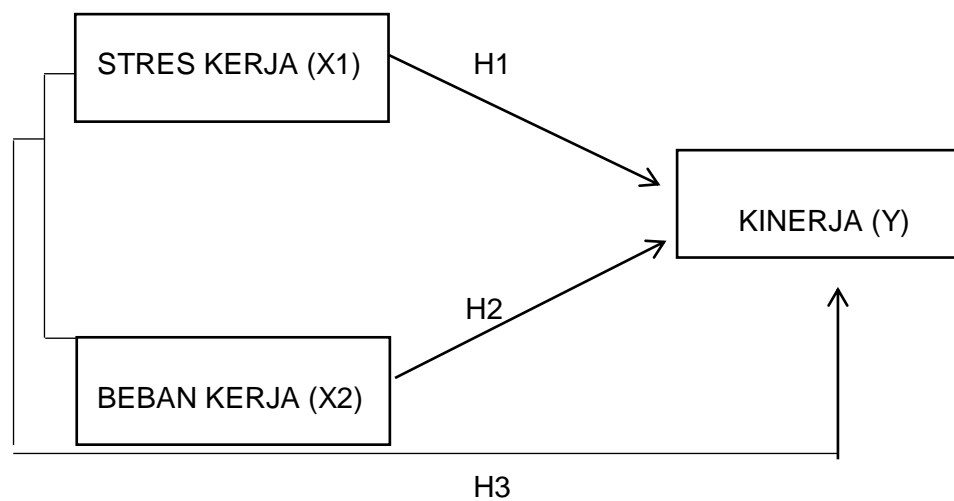 STRES KERJA (X1)
H1
KINERJA (Y)
H2
BEBAN KERJA (X2)
H3